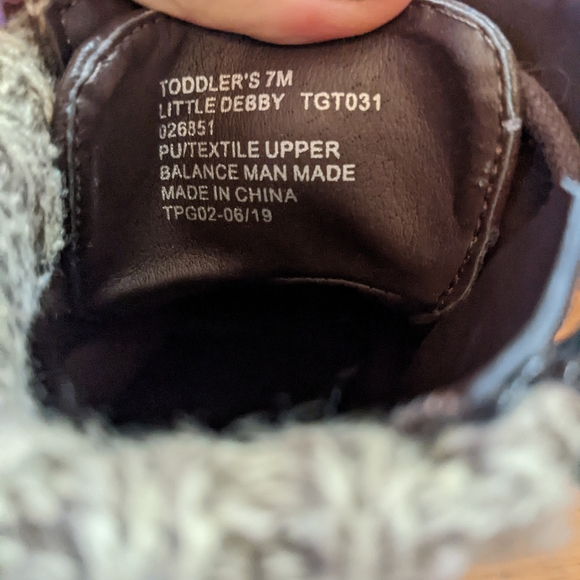 TODDLER'S 7M
LITTLE DEBBY TGT031
026851
PU/TEXTILE UPPER
BALANCE MAN MADE
MADE IN CHINA
TPG02-06/19